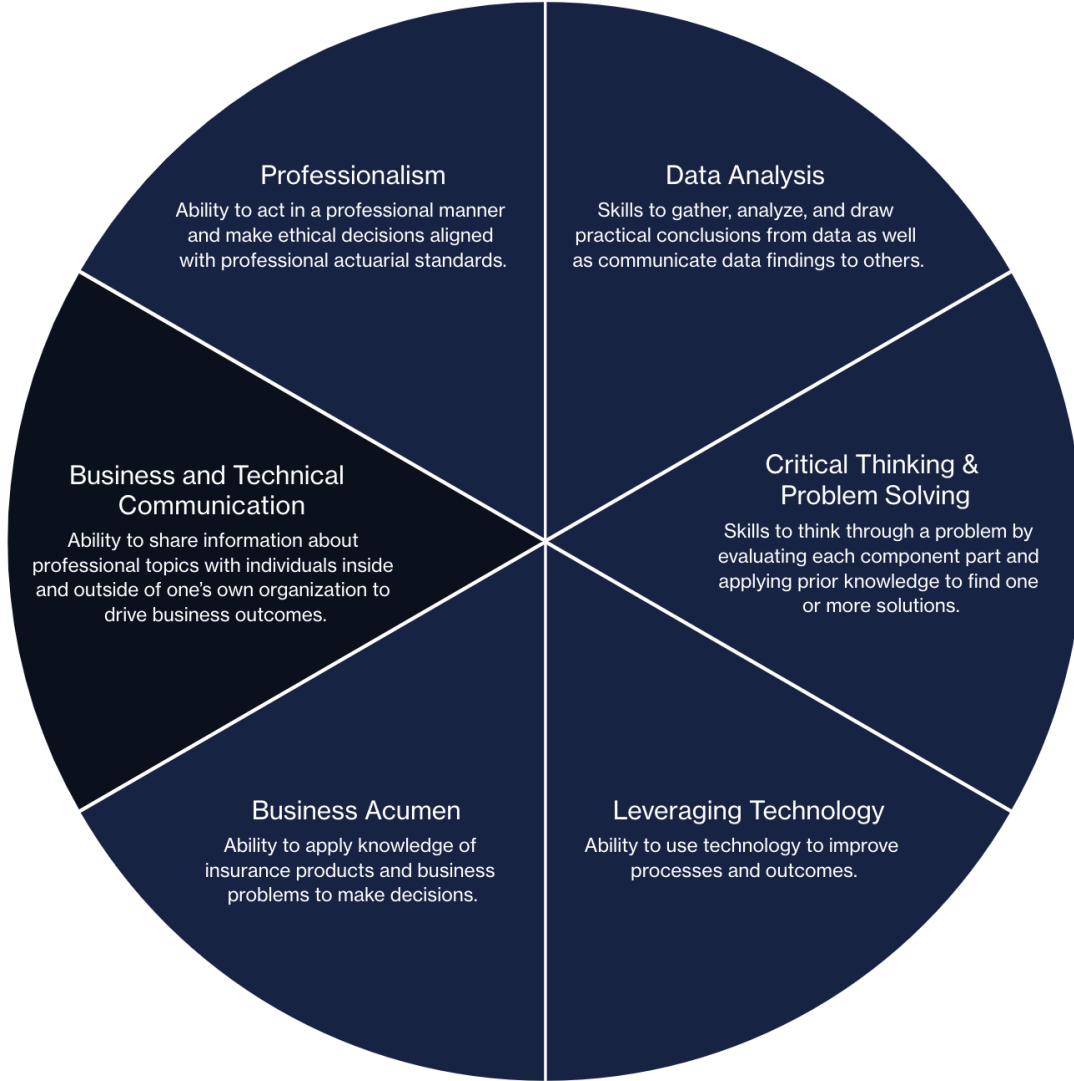 Professionalism
Ability to act in a professional manner
and make ethical decisions aligned
with professional actuarial standards.
Data Analysis
Skills to gather, analyze, and draw
practical conclusions from data as well
as communicate data findings to others.
Business and Technical
Communication
Ability to share information about
professional topics with individuals inside
and outside of one’s own organization to
drive business outcomes.
Critical Thinking &
Problem Solving
Skills to think through a problem by
evaluating each component part and
applying prior knowledge to find one
or more solutions.
Business Acumen
Ability to apply knowledge of
insurance products and business
problems to make decisions.
Leveraging Technology
Ability to use technology to improve
processes and outcomes.